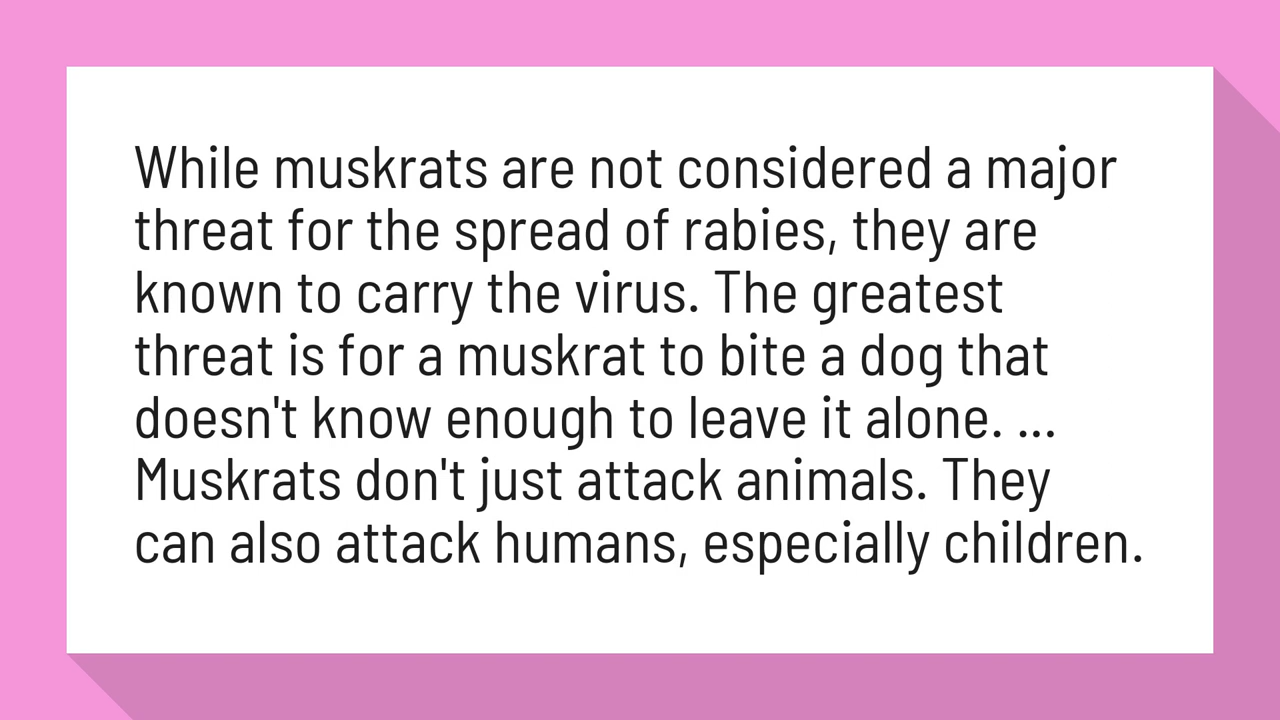 While muskrats are not considered a major
threat for the spread of rabies, they are
known to carry the virus. The greatest
threat is for a muskrat to bite a dog that
doesn't know enough to leave it alone. ...
Muskrats don't just attack animals. They
can also attack humans, especially children.